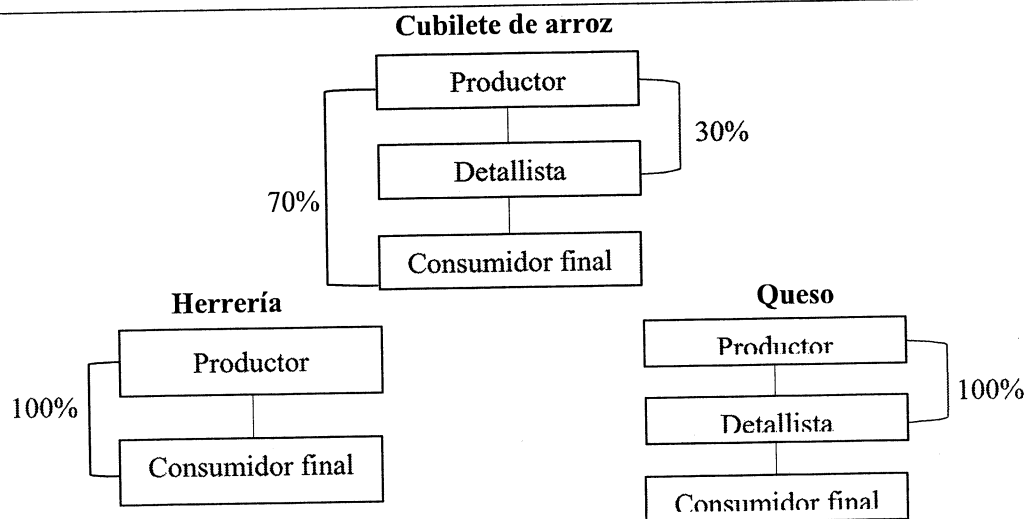 Cubilete de arroz
Productor
30%
Detallista
70%
Consumidor final
Herrería
Productor
100%
Consumidor final
Queso
Productor
100%
Detallista
Consumidor final